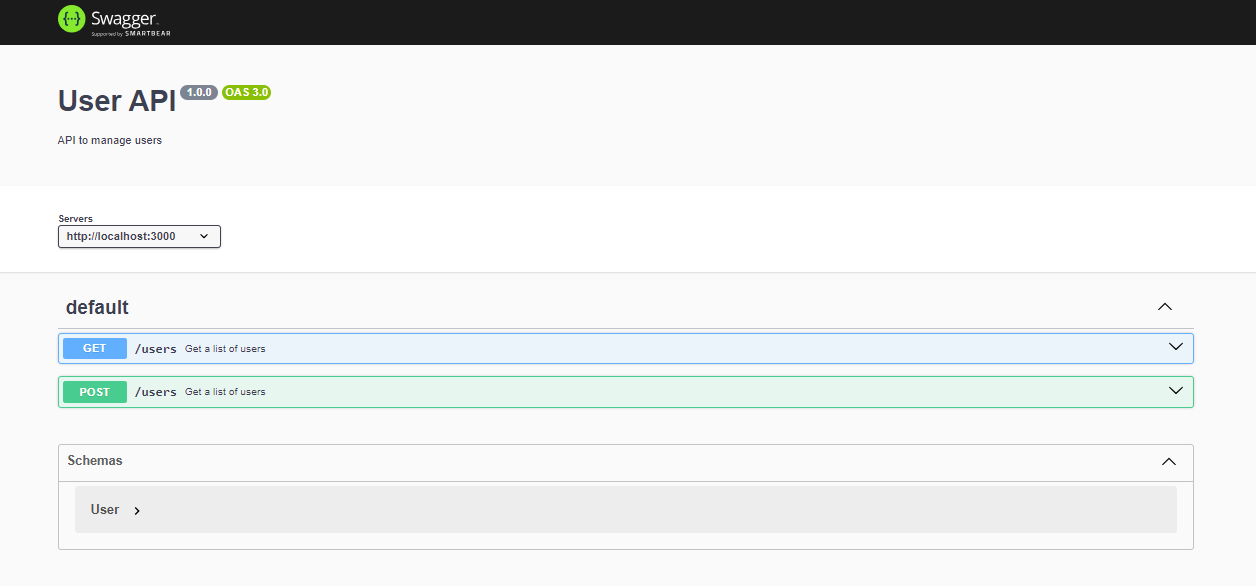 {···} Swagger™
Supported by SMARTBEAR
User API 1.0.0 OAS 3.0
API to manage users
Servers
http://localhost:3000
default
GET /users Get a list of users
POST /users Get a list of users
Schemas
User